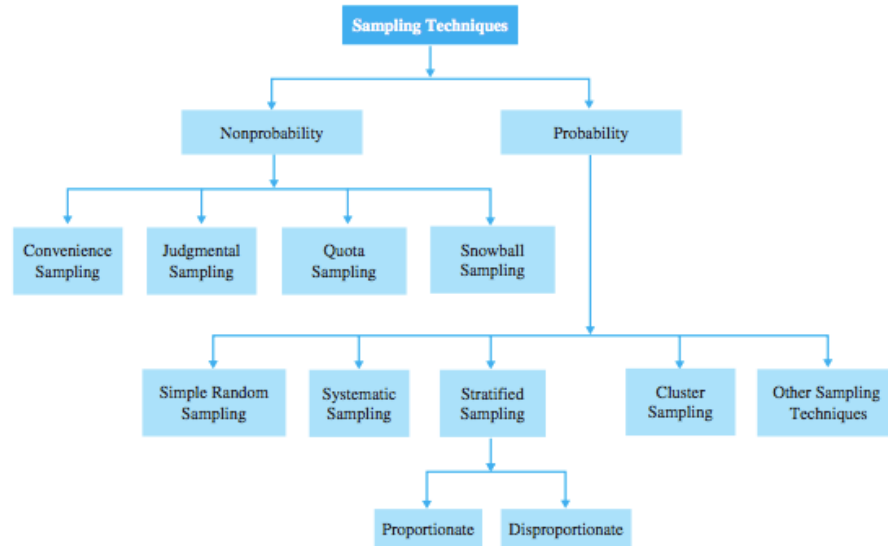 Sampling Techniques
Nonprobability
Probability
Convenience
Sampling
Judgmental
Sampling
Quota
Sampling
Snowball
Sampling
Simple Random
Sampling
Systematic
Sampling
Stratified
Sampling
Cluster
Sampling
Other Sampling
Techniques
Proportionate
Disproportionate